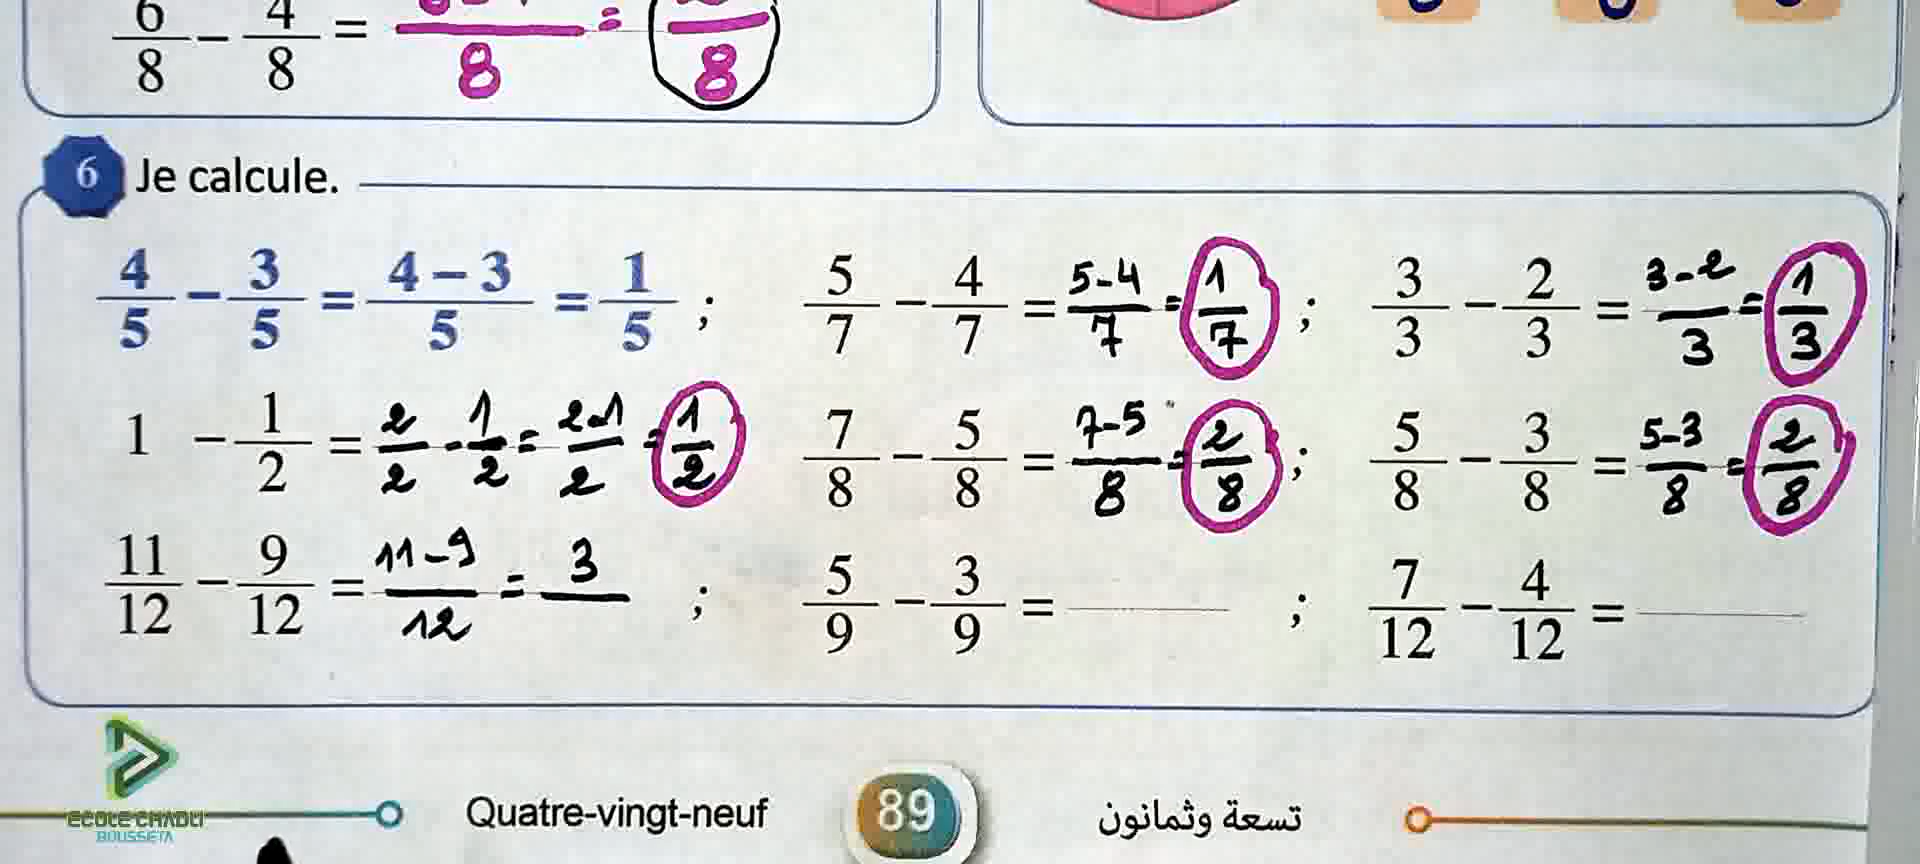 6/8 - 4/8 = /8 = /8
6 Je calcule.
4/5 - 3/5 = 4-3/5 = 1/5 ; 5/7 - 4/7 = 5-4/7 = 1/7 ; 3/3 - 2/3 = 3-2/3 = 1/3
1 - 1/2 = 2/2 - 1/2 = 2-1/2 = 1/2 7/8 - 5/8 = 7-5/8 = 2/8 ; 5/8 - 3/8 = 5-3/8 = 2/8
11/12 - 9/12 = 11-9/12 = 3/ ; 5/9 - 3/9 = ; 7/12 - 4/12 =
ECOLE CHADLI
BOUSSETA
Quatre-vingt-neuf 89 تسعة وثمانون